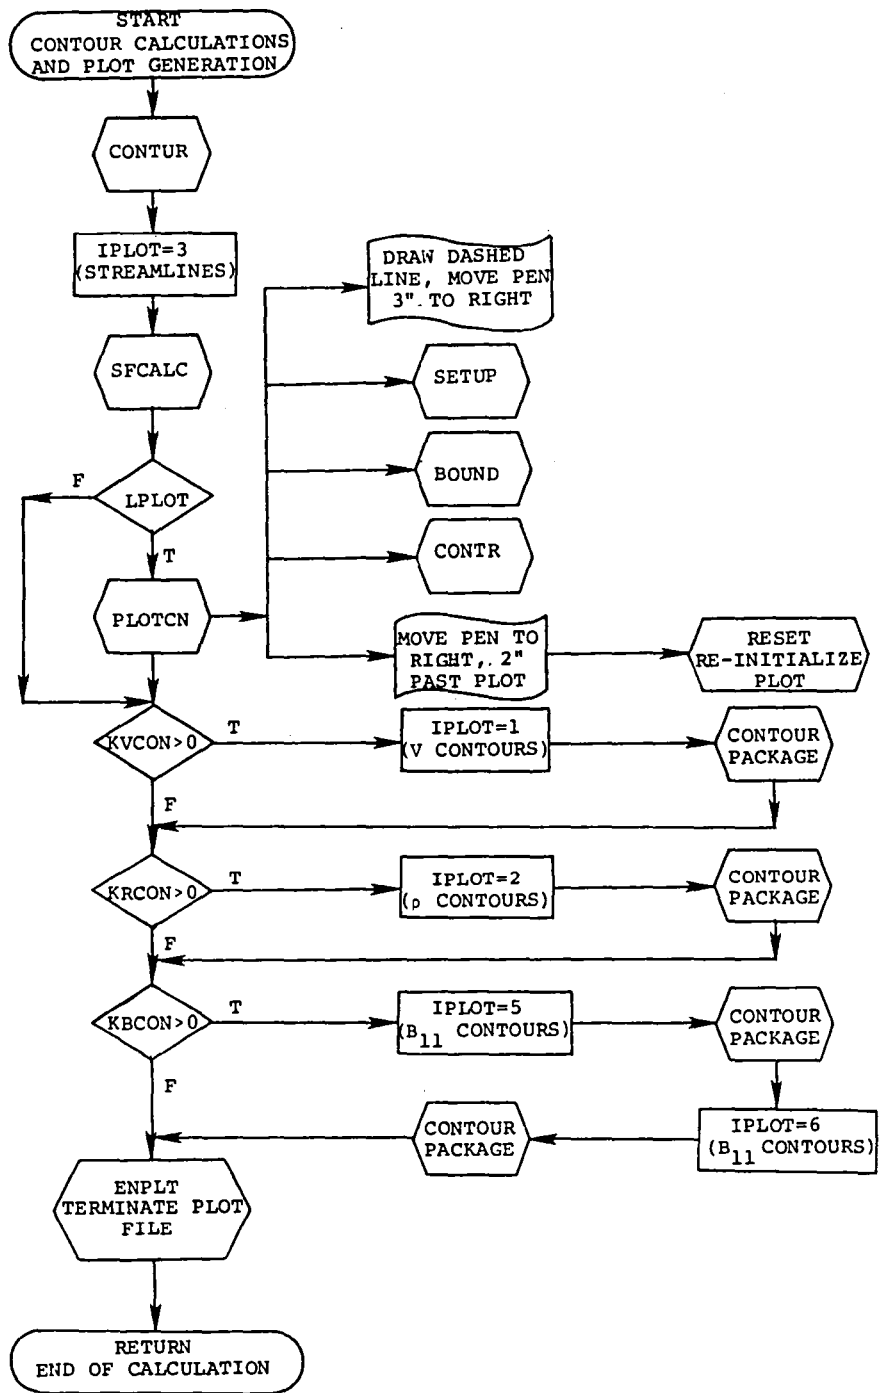 START
CONTOUR CALCULATIONS
AND PLOT GENERATION
CONTUR
IPLOT=3
(STREAMLINES)
SFCALC
F
LPLOT
T
PLOTCN
DRAW DASHED
LINE, MOVE PEN
3". TO RIGHT
SETUP
BOUND
CONTR
MOVE PEN TO
RIGHT,. 2"
PAST PLOT
RESET
RE-INITIALIZE
PLOT
KVCON>0
T
IPLOT=1
(V CONTOURS)
CONTOUR
PACKAGE
F
KRCON>0
T
IPLOT=2
(ρ CONTOURS)
CONTOUR
PACKAGE
F
KBCON>0
T
IPLOT=5
(B11 CONTOURS)
CONTOUR
PACKAGE
F
IPLOT=6
(B11 CONTOURS)
CONTOUR
PACKAGE
ENPLT
TERMINATE PLOT
FILE
RETURN
END OF CALCULATION